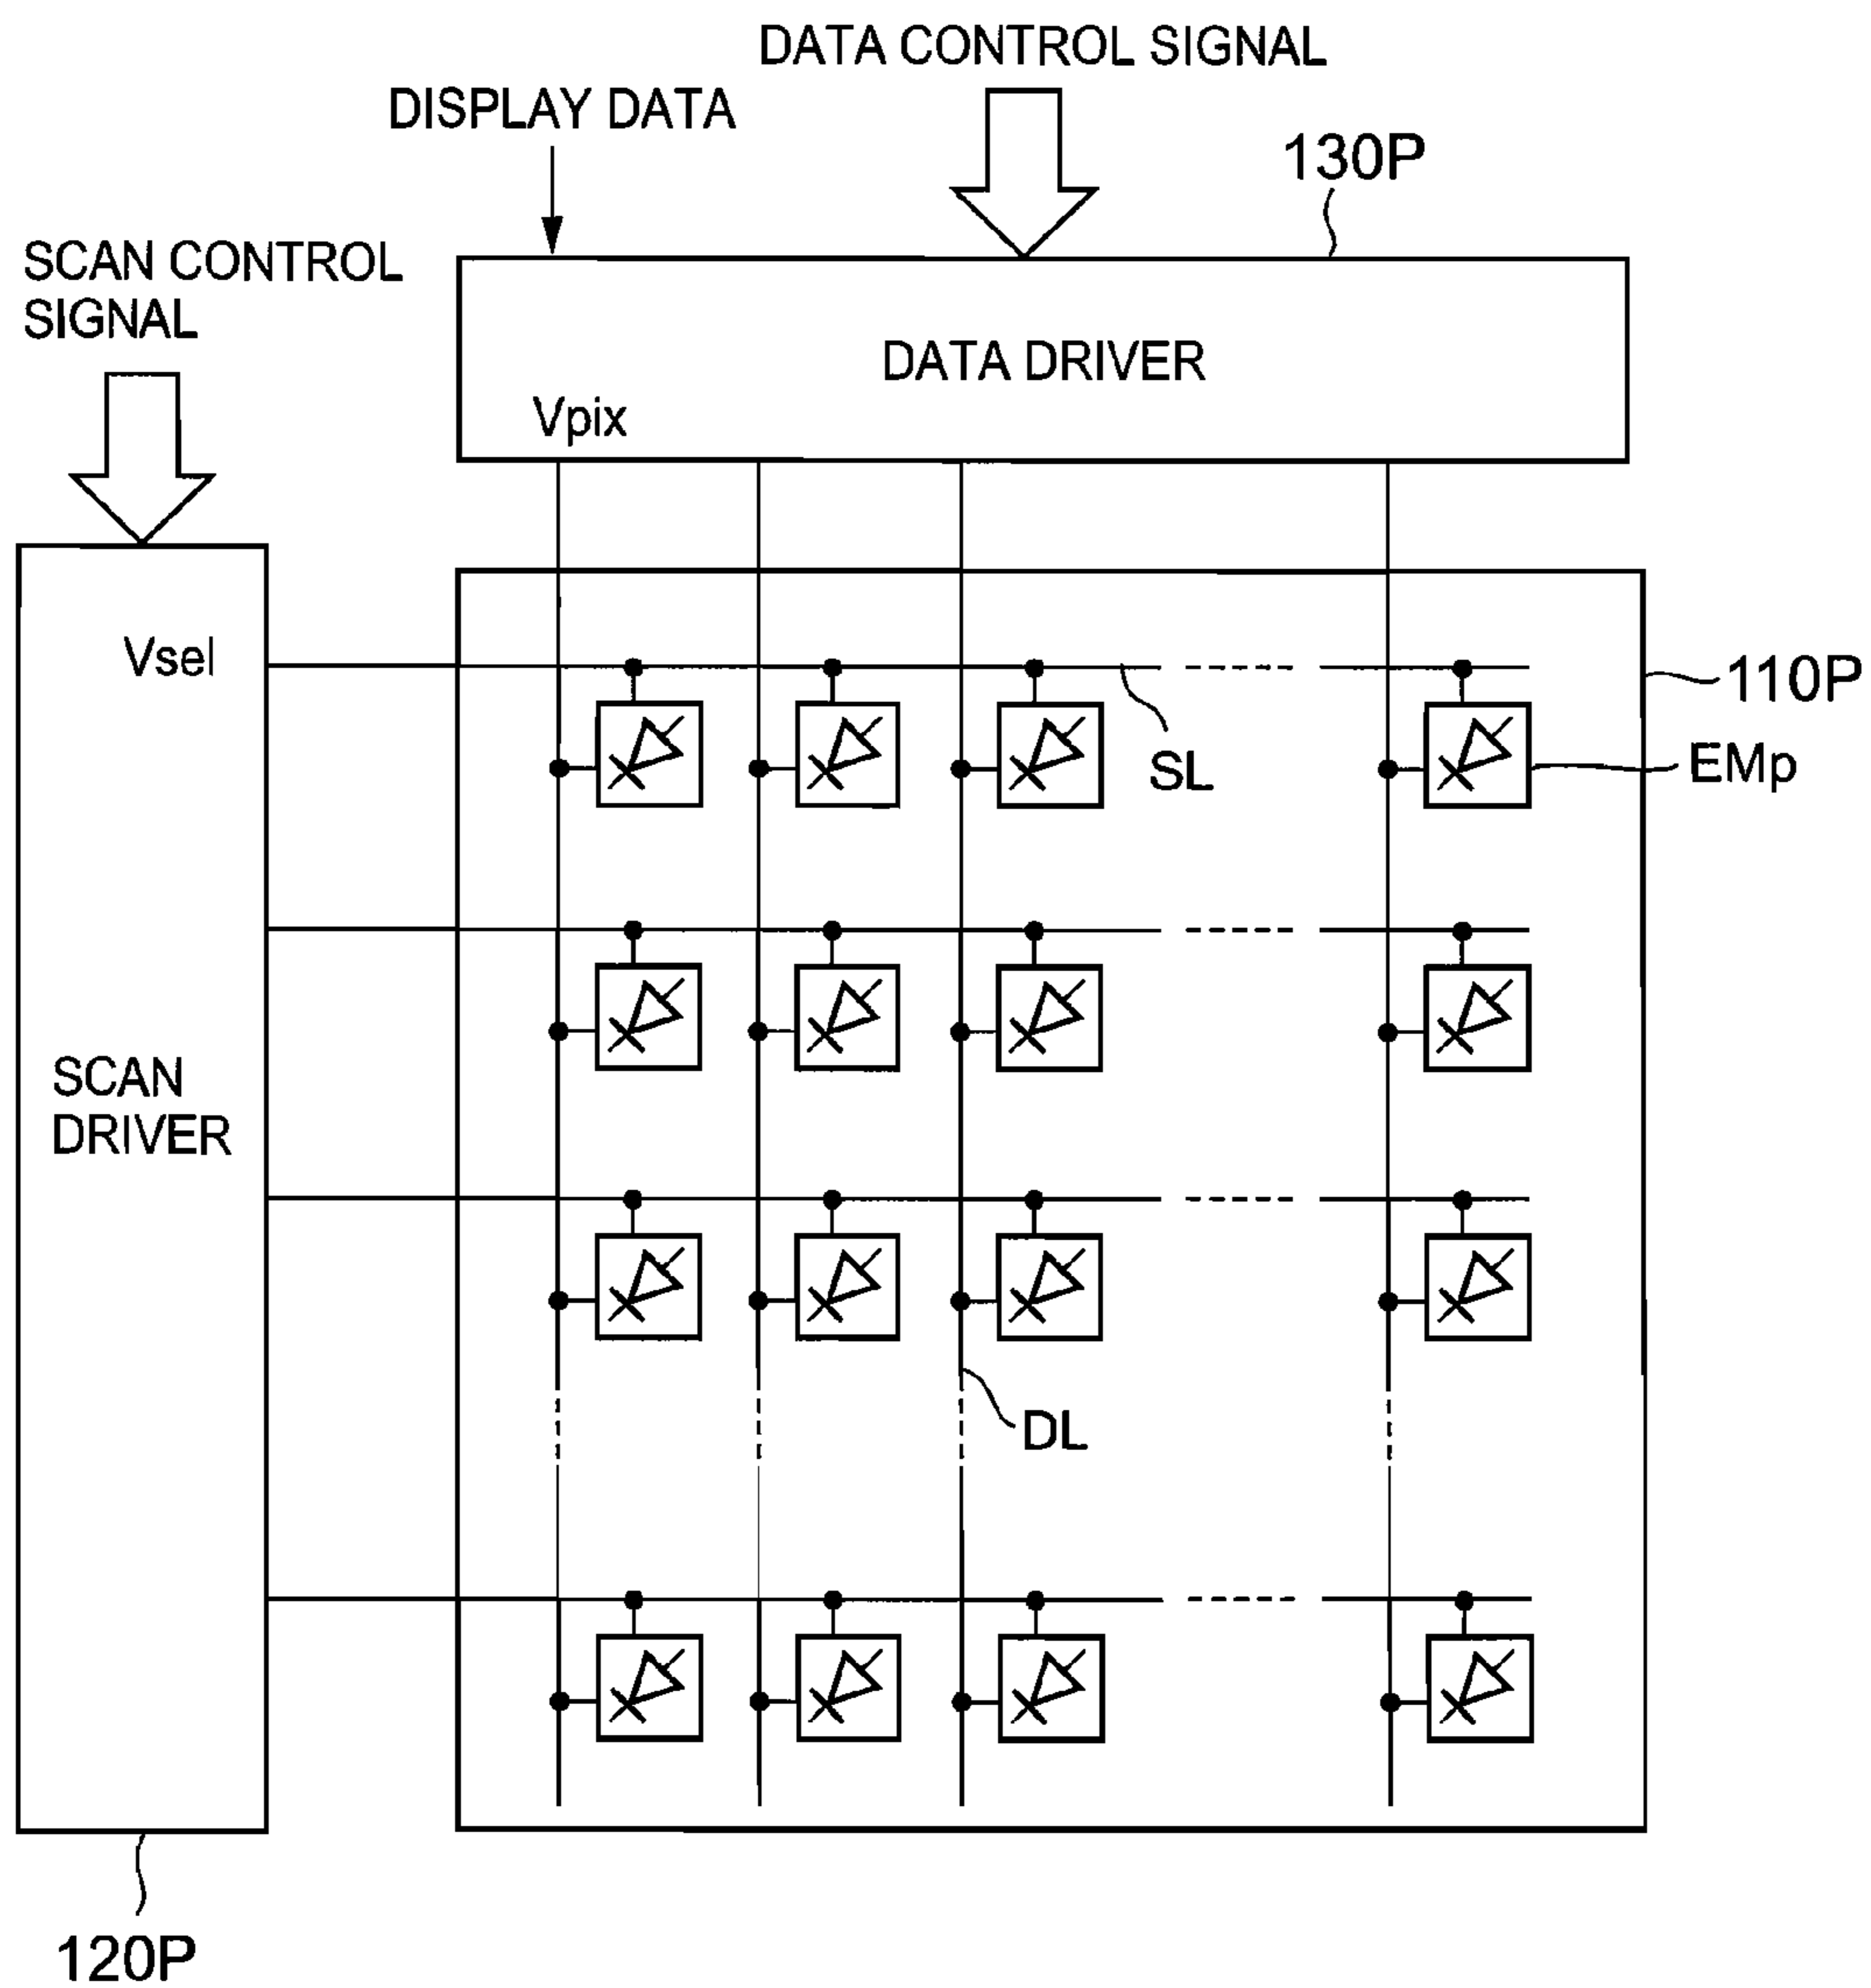 DATA CONTROL SIGNAL
DISPLAY DATA
130P
SCAN CONTROL
SIGNAL
DATA DRIVER
Vpix
Vsel
110P
SL
EMp
SCAN
DRIVER
DL
120P